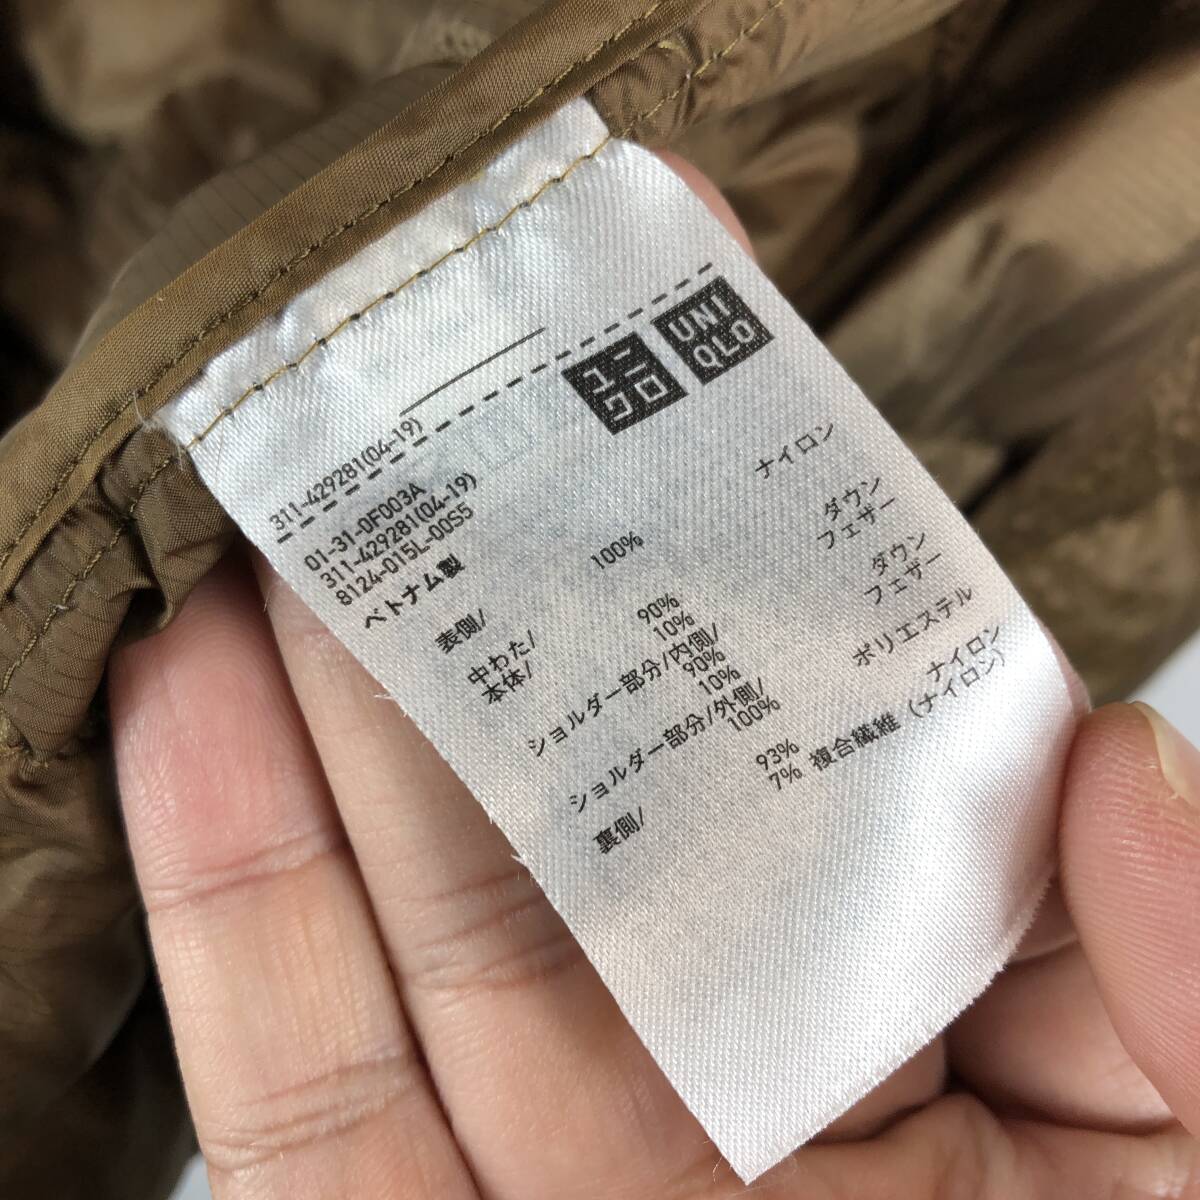 ユニクロ
UNI
QLO
311-429281(04-19)
01-31-0F003A
311-429281(04-19)
8124-015L-00S5
ベトナム製
表側/ 100% ナイロン
中わた/
本体/ 90% ダウン
10% フェザー
ショルダー部分/内側/
90% ダウン
10% フェザー
ショルダー部分/外側/
100% ポリエステル
裏側/ 93% ナイロン
7% 複合繊維 (ナイロン)